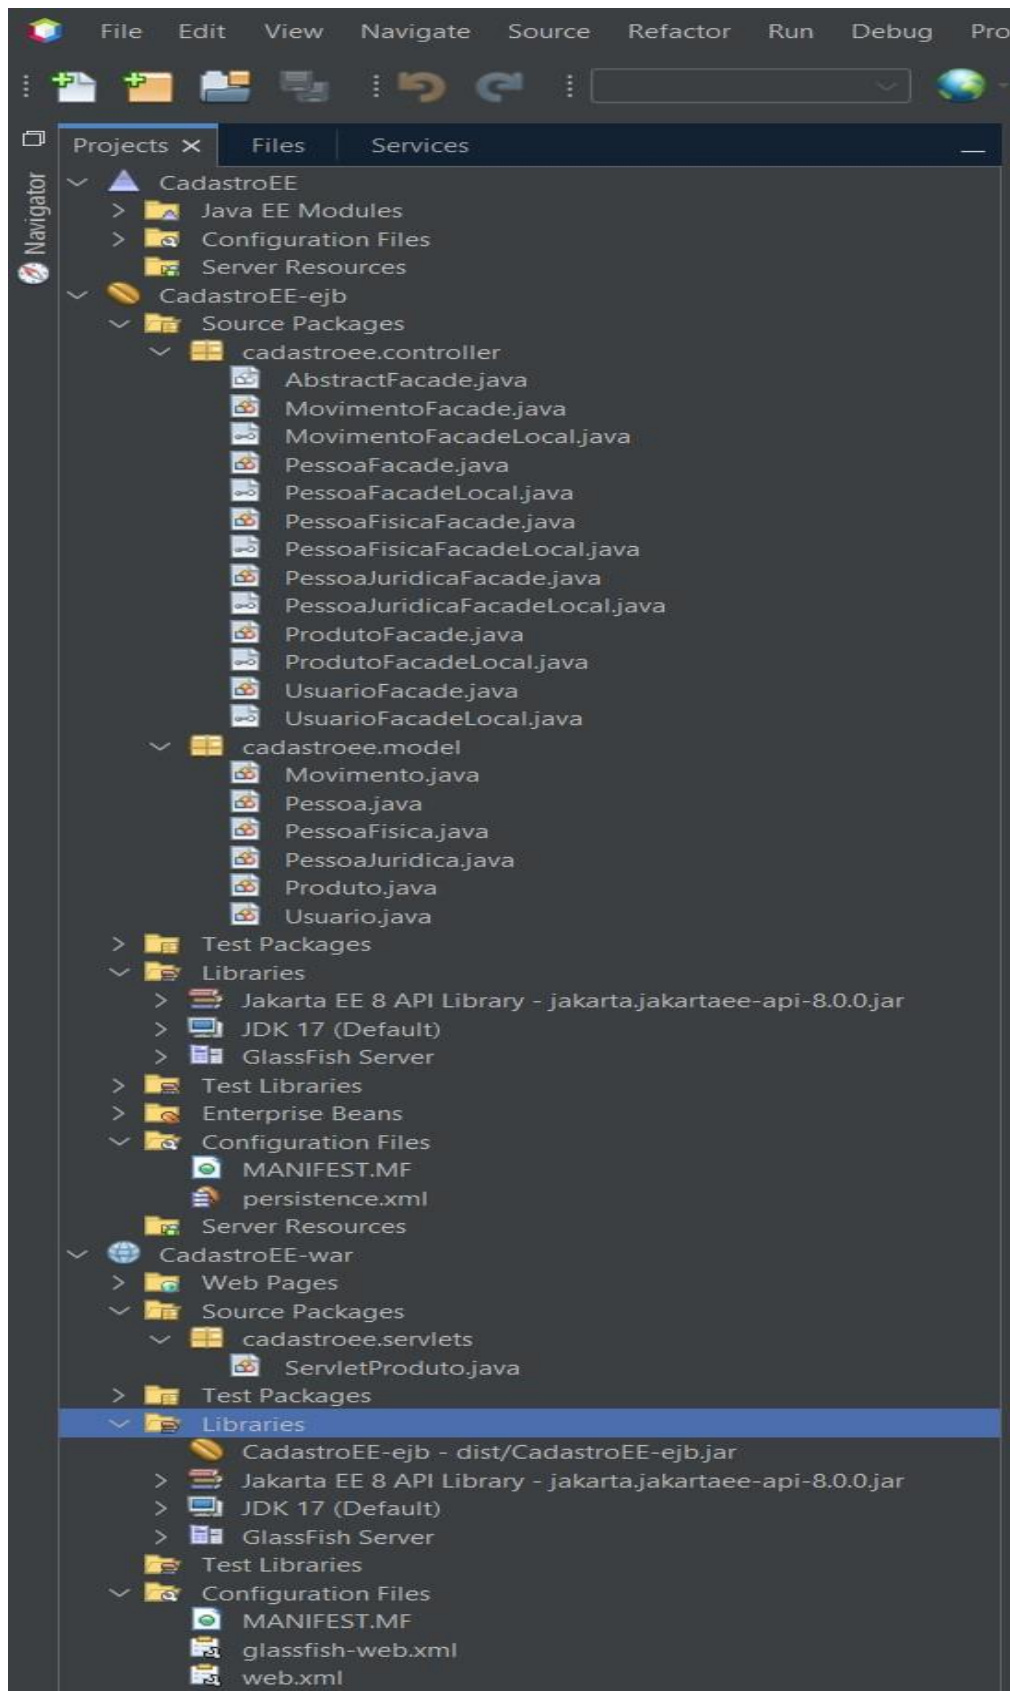 File Edit View Navigate Source Refactor Run Debug Pro
Projects Files Services
Navigator
CadastroEE
Java EE Modules
Configuration Files
Server Resources
CadastroEE-ejb
Source Packages
cadastroee.controller
AbstractFacade.java
MovimentoFacade.java
MovimentoFacadeLocal.java
PessoaFacade.java
PessoaFacadeLocal.java
PessoaFisicaFacade.java
PessoaFisicaFacadeLocal.java
PessoaJuridicaFacade.java
PessoaJuridicaFacadeLocal.java
ProdutoFacade.java
ProdutoFacadeLocal.java
UsuarioFacade.java
UsuarioFacadeLocal.java
cadastroee.model
Movimento.java
Pessoa.java
PessoaFisica.java
PessoaJuridica.java
Produto.java
Usuario.java
Test Packages
Libraries
Jakarta EE 8 API Library - jakarta.jakartaee-api-8.0.0.jar
JDK 17 (Default)
GlassFish Server
Test Libraries
Enterprise Beans
Configuration Files
MANIFEST.MF
persistence.xml
Server Resources
CadastroEE-war
Web Pages
Source Packages
cadastroee.servlets
ServletProduto.java
Test Packages
Libraries
CadastroEE-ejb - dist/CadastroEE-ejb.jar
Jakarta EE 8 API Library - jakarta.jakartaee-api-8.0.0.jar
JDK 17 (Default)
GlassFish Server
Test Libraries
Configuration Files
MANIFEST.MF
glassfish-web.xml
web.xml